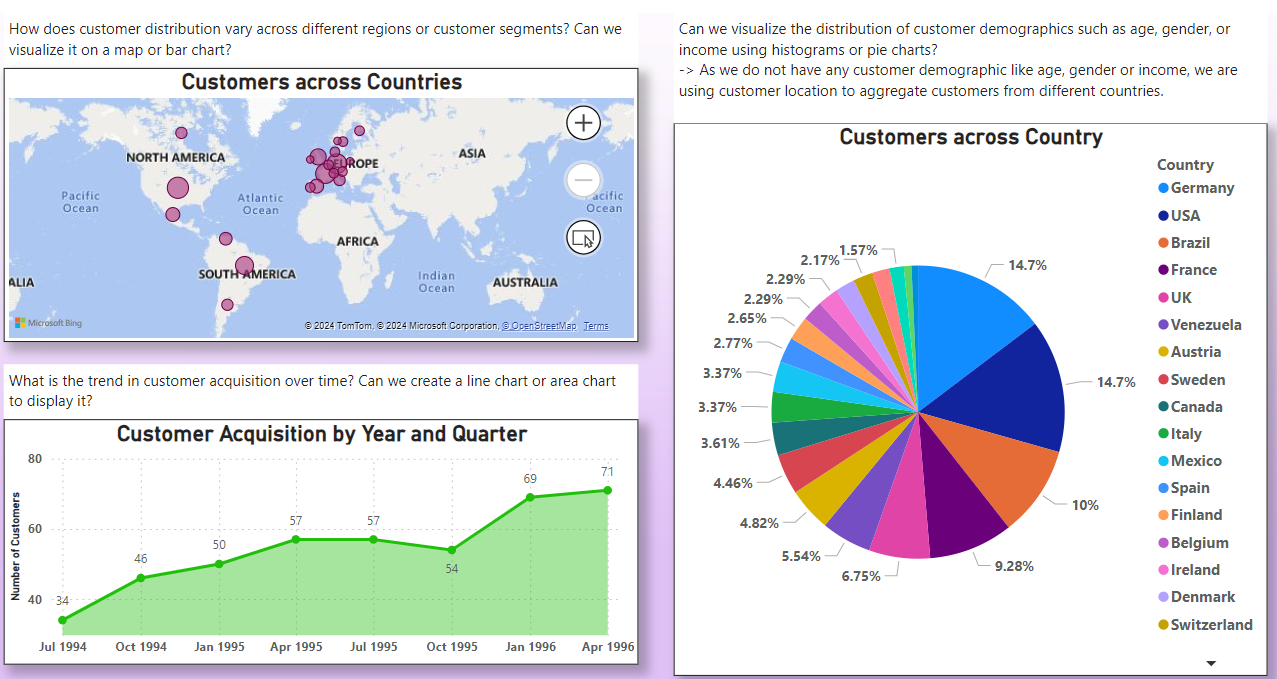 How does customer distribution vary across different regions or customer segments? Can we
visualize it on a map or bar chart?
Customers across Countries
NORTH AMERICA
EUROPE
ASIA
Pacific
Ocean
Atlantic
Ocean
acific
Ocean
AFRICA
SOUTH AMERICA
Indian
Ocean
ALIA
AUSTRALIA
Microsoft Bing
© 2024 TomTom, © 2024 Microsoft Corporation, © OpenStreetMap Terms
What is the trend in customer acquisition over time? Can we create a line chart or area chart
to display it?
Customer Acquisition by Year and Quarter
Number of Customers
80
60
40
34
46
50
57
57
54
69
71
Jul 1994
Oct 1994
Jan 1995
Apr 1995
Jul 1995
Oct 1995
Jan 1996
Apr 1996
Can we visualize the distribution of customer demographics such as age, gender, or
income using histograms or pie charts?
-> As we do not have any customer demographic like age, gender or income, we are
using customer location to aggregate customers from different countries.
Customers across Country
14.7%
14.7%
10%
9.28%
6.75%
5.54%
4.82%
4.46%
3.61%
3.37%
3.37%
2.77%
2.65%
2.29%
2.29%
2.17%
1.57%
Country
Germany
USA
Brazil
France
UK
Venezuela
Austria
Sweden
Canada
Italy
Mexico
Spain
Finland
Belgium
Ireland
Denmark
Switzerland